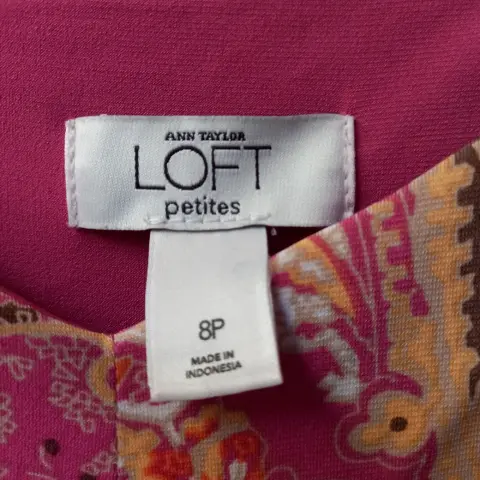 ANN TAYLOR
LOFT
petites
8P
MADE IN
INDONESIA